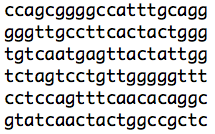 ccagcggggccatttgcagg
gggttgccttcactactggg
tgtcaatgagttactattgg
tctagtcctgttgggggttt
cctccagtttcaacacaggc
gtatcaactactggccgctc